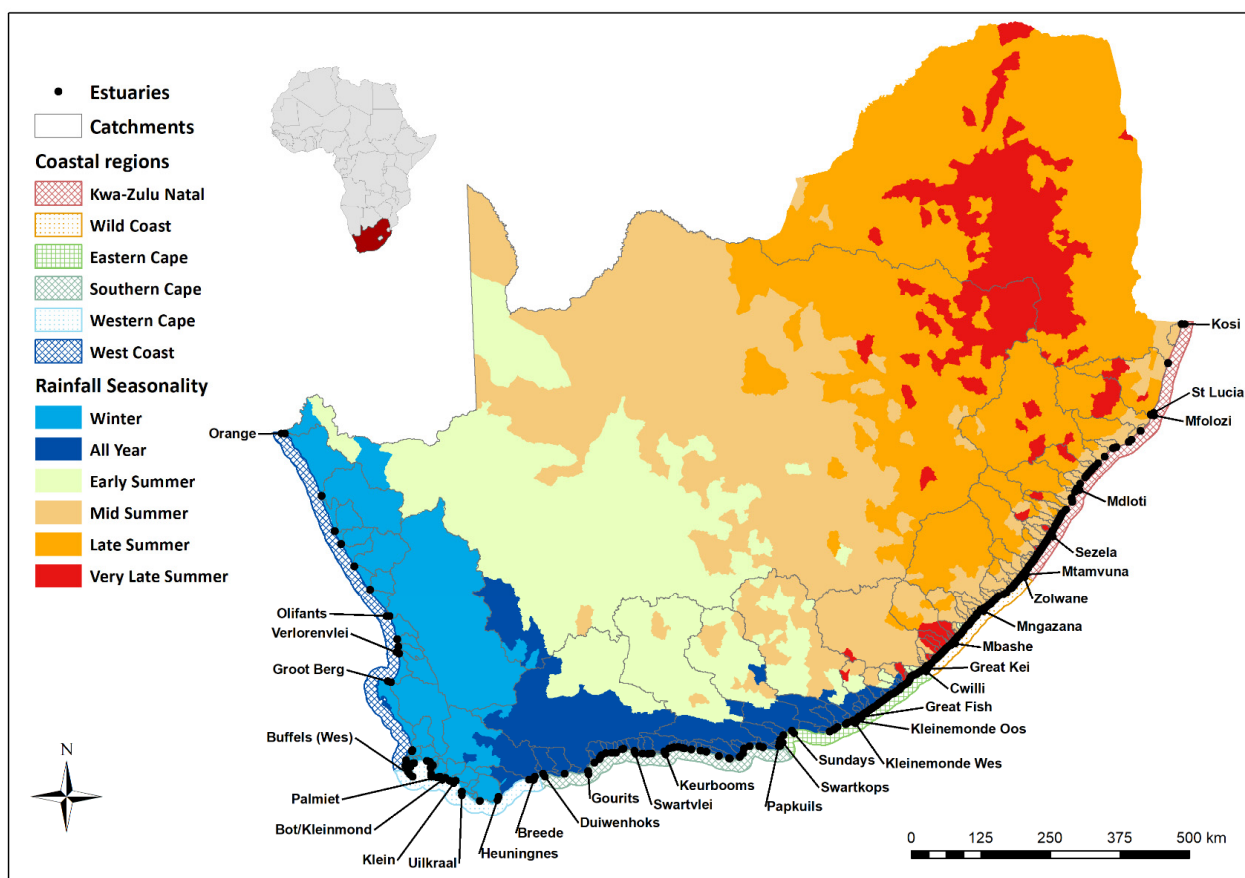 Estuaries
Catchments
Coastal regions
Kwa-Zulu Natal
Wild Coast
Eastern Cape
Southern Cape
Western Cape
West Coast
Rainfall Seasonality
Winter
All Year
Early Summer
Mid Summer
Late Summer
Very Late Summer
Orange
Olifants
Verlorenvlei
Groot Berg
Buffels (Wes)
Palmiet
Bot/Kleinmond
Klein
Uilkraal
Heuningnes
Breede
Duiwenhoks
Gourits
Swartvlei
Keurbooms
Papkuils
Swartkops
Sundays
Kleinemonde Wes
Kleinemonde Oos
Great Fish
Cwilli
Great Kei
Mbashe
Mngazana
Zolwane
Mtamvuna
Sezela
Mdloti
Mfolozi
St Lucia
Kosi
N
0 125 250 375 500 km